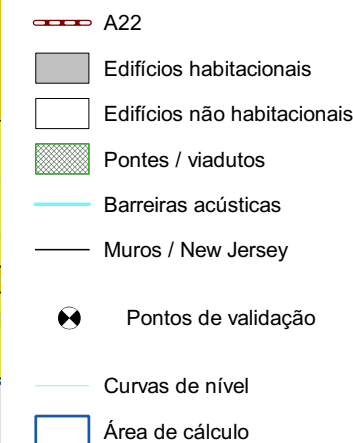 A22
Edifícios habitacionais
Edifícios não habitacionais
Pontes / viadutos
Barreiras acústicas
Muros / New Jersey
Pontos de validação
Curvas de nível
Área de cálculo